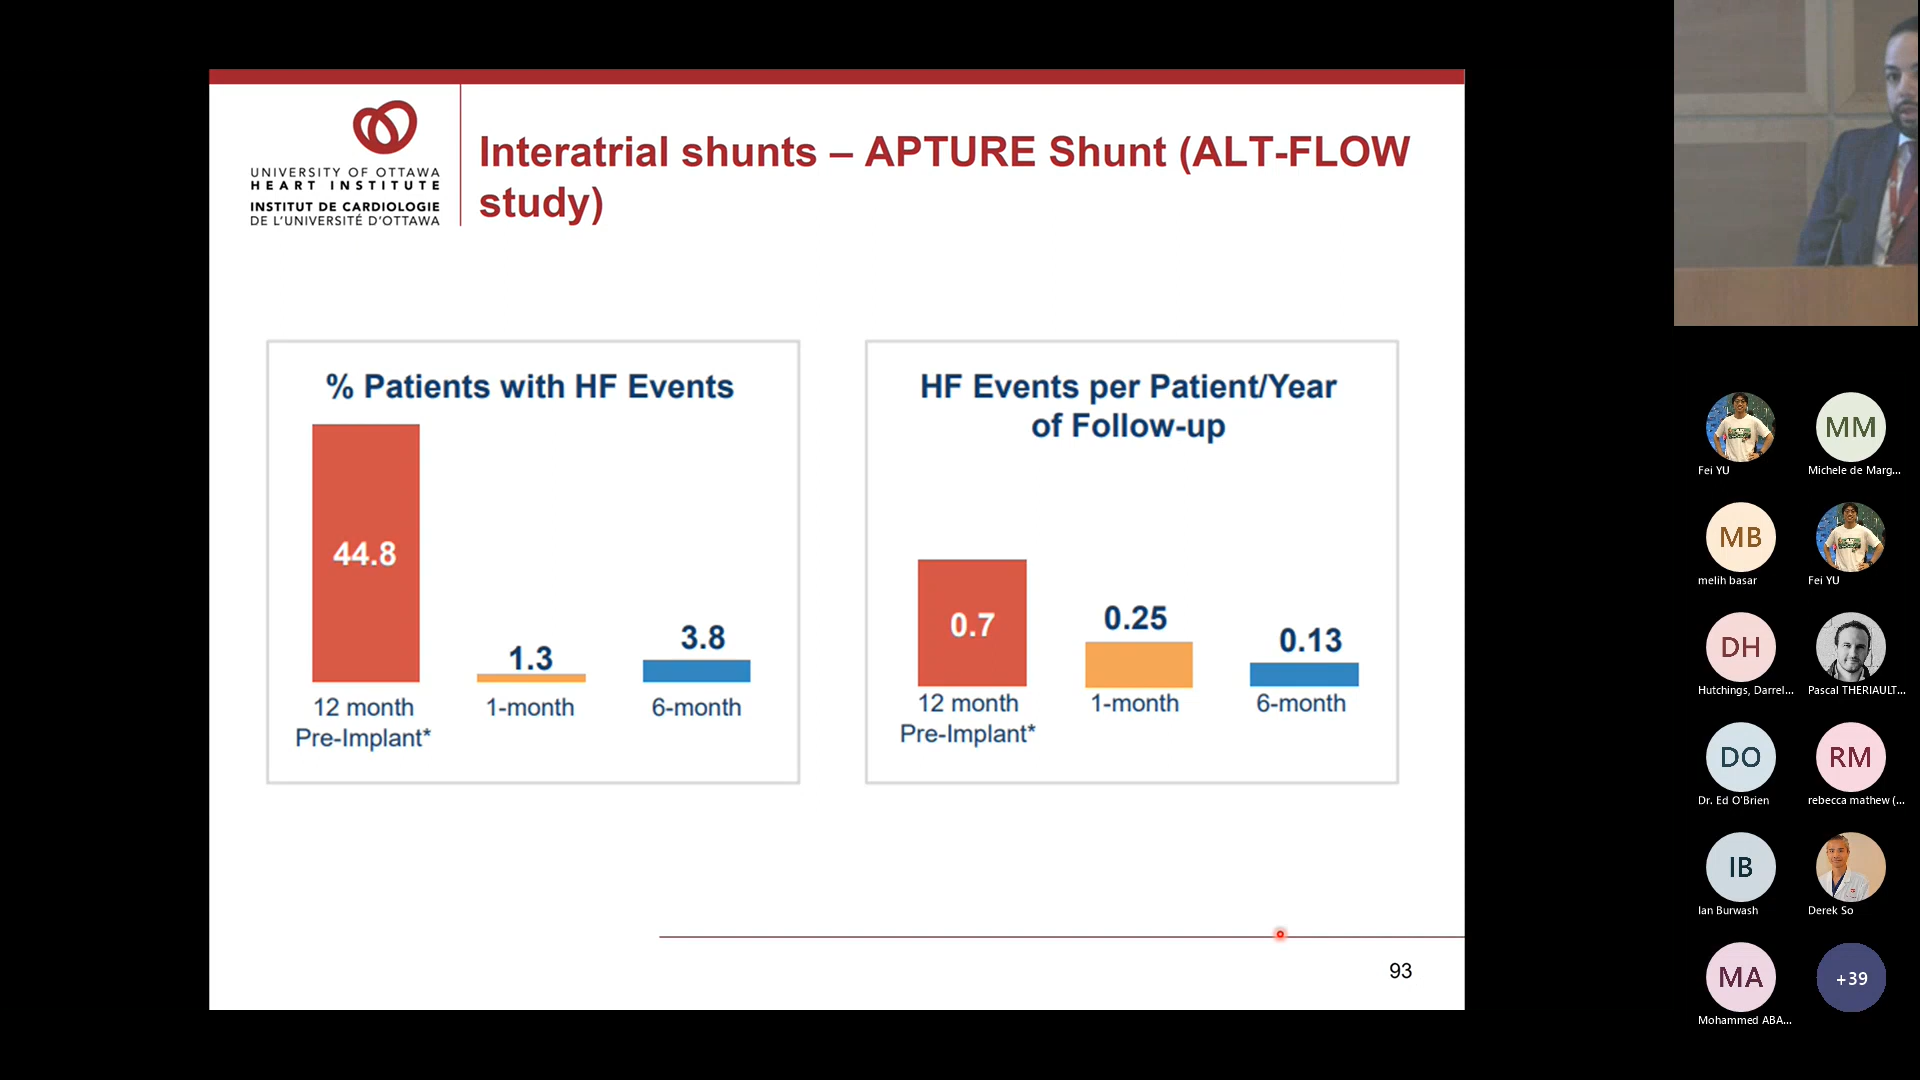 UNIVERSITY OF OTTAWA
HEART INSTITUTE
INSTITUT DE CARDIOLOGIE
DE L'UNIVERSITÉ D'OTTAWA
Interatrial shunts – APTURE Shunt (ALT-FLOW
study)
% Patients with HF Events
44.8
1.3
3.8
12 month
Pre-Implant*
1-month
6-month
HF Events per Patient/Year
of Follow-up
0.7
0.25
0.13
12 month
Pre-Implant*
1-month
6-month
93
Fei YU
MM
Michele de Marg...
MB
melih basar
Fei YU
DH
Hutchings, Darrel...
Pascal THERIAULT...
DO
Dr. Ed O'Brien
RM
rebecca mathew (...
IB
Ian Burwash
Derek So
MA
Mohammed ABA...
+39